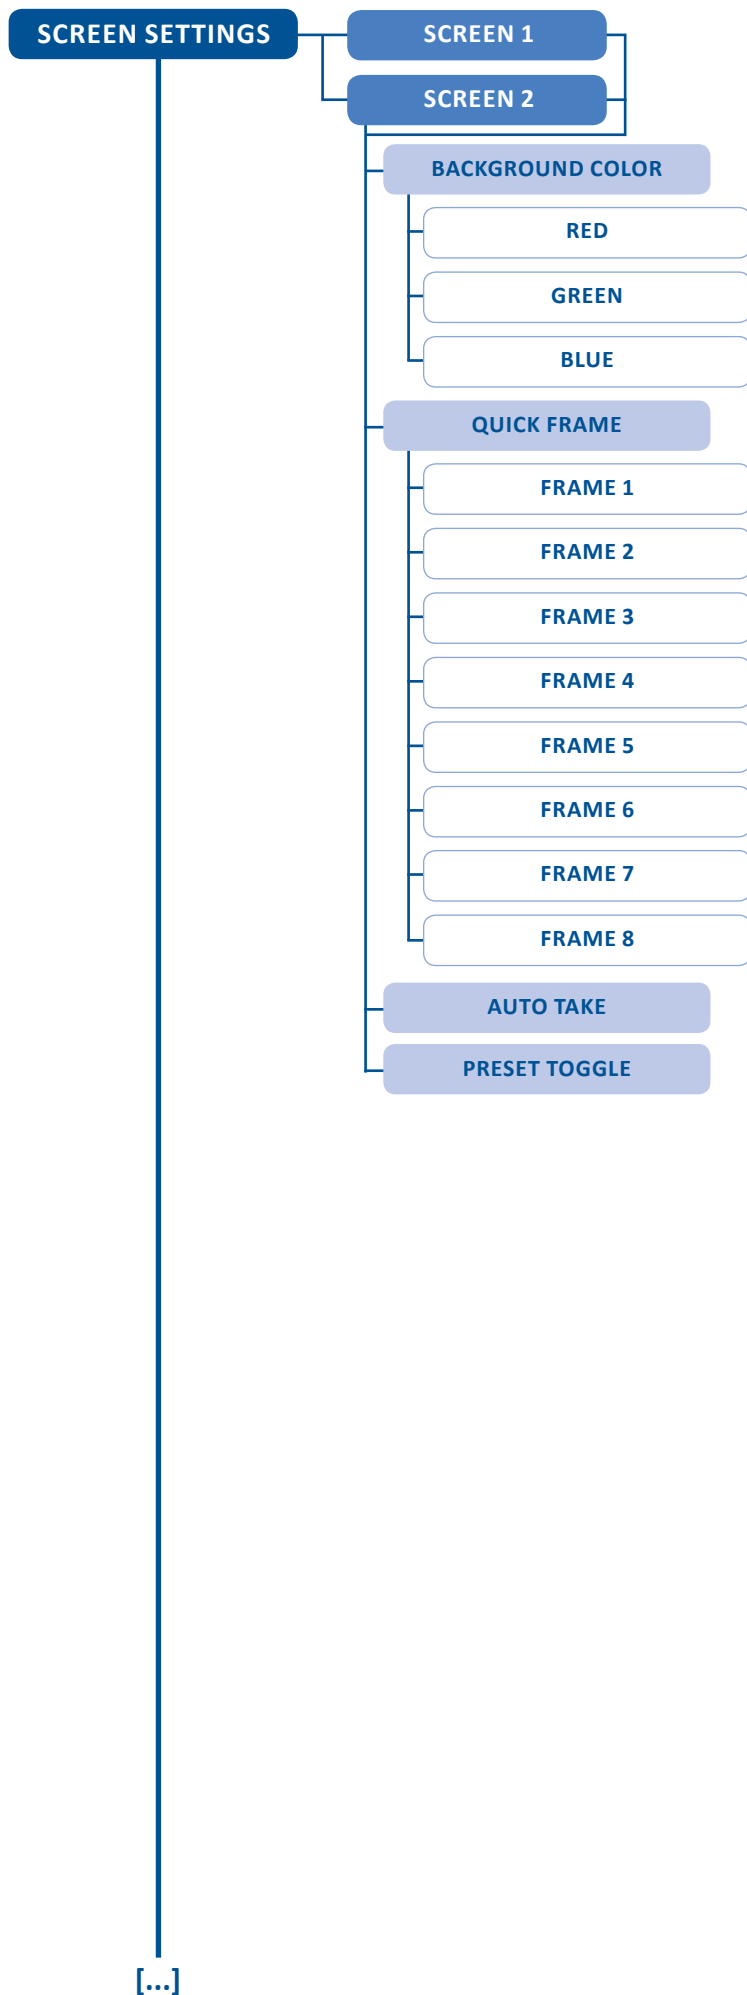 SCREEN SETTINGS
SCREEN 1
SCREEN 2
BACKGROUND COLOR
RED
GREEN
BLUE
QUICK FRAME
FRAME 1
FRAME 2
FRAME 3
FRAME 4
FRAME 5
FRAME 6
FRAME 7
FRAME 8
AUTO TAKE
PRESET TOGGLE
[...]